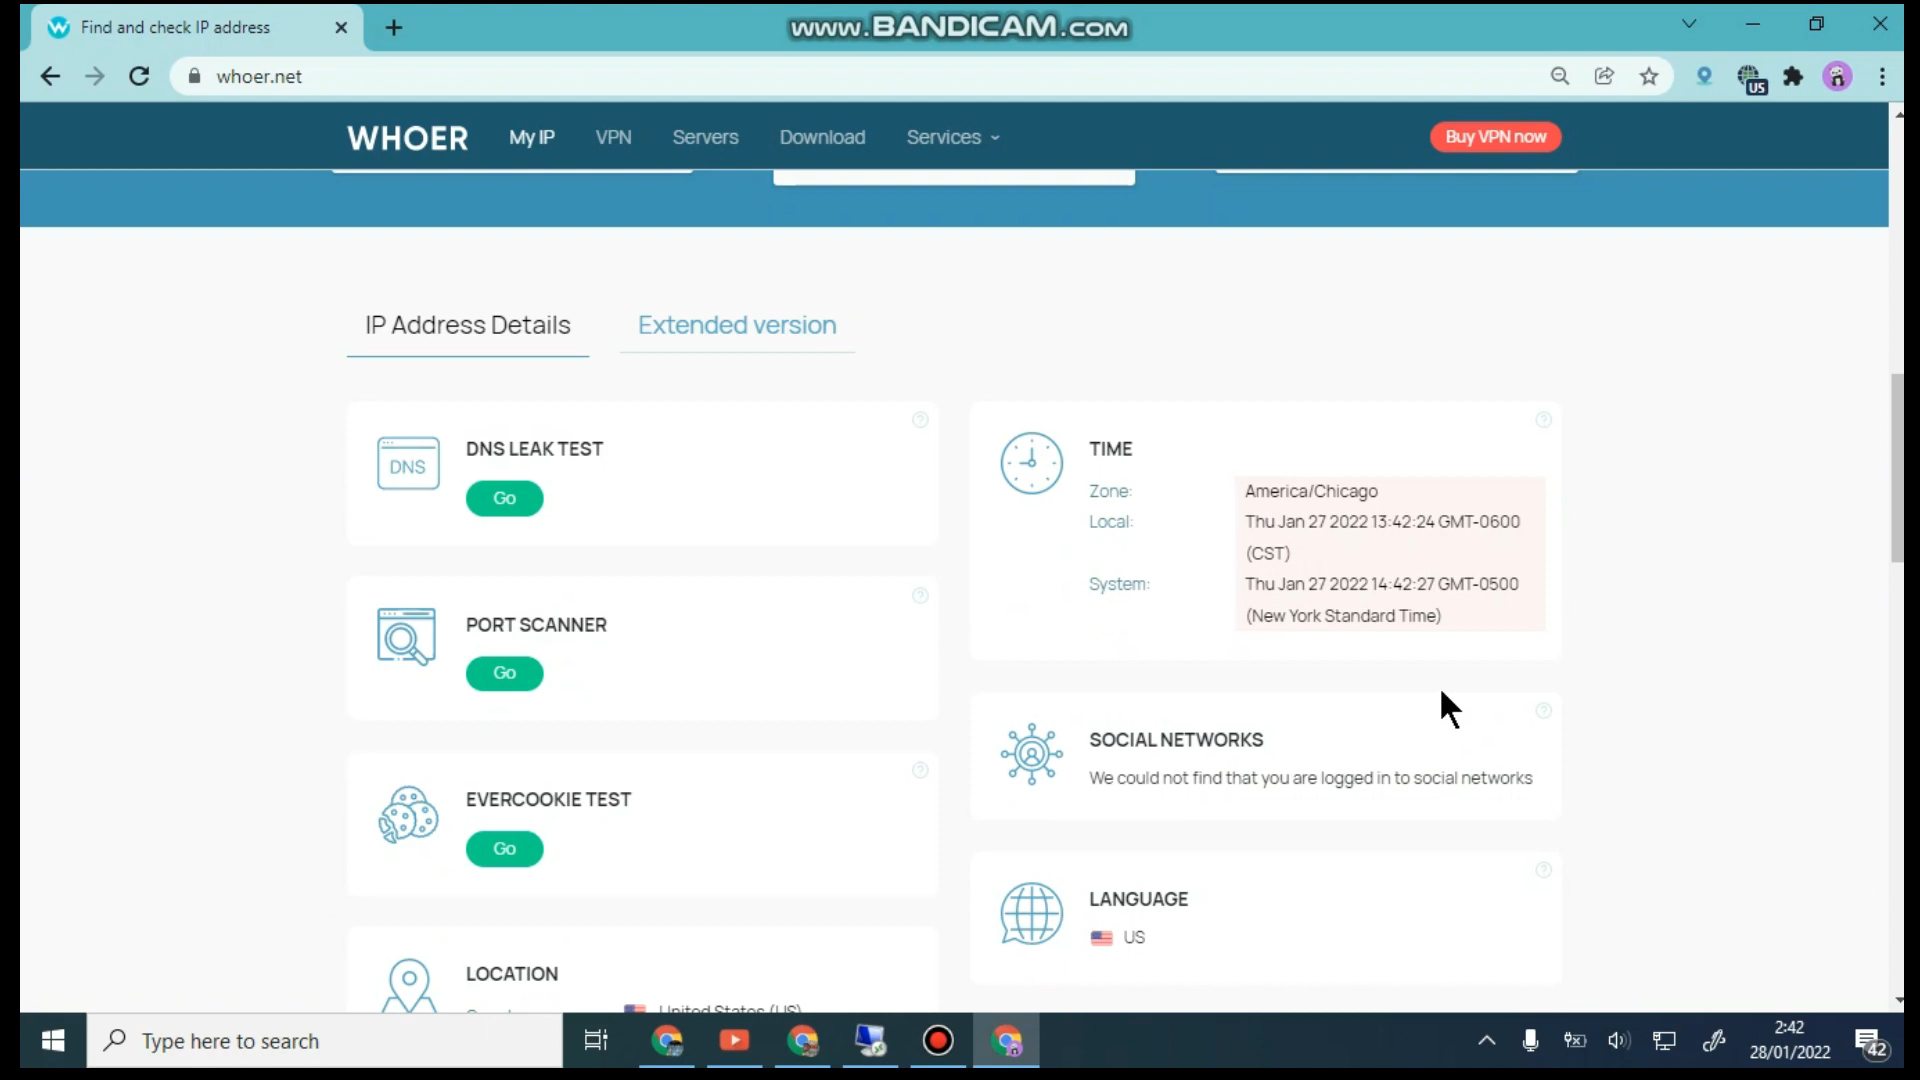 Find and check IP address
www.BANDICAM.com
whoer.net
US
WHOER My IP VPN Servers Download Services Buy VPN now
IP Address Details Extended version
DNS
DNS LEAK TEST
Go
TIME
Zone: America/Chicago
Local: Thu Jan 27 2022 13:42:24 GMT-0600
(CST)
System: Thu Jan 27 2022 14:42:27 GMT-0500
(New York Standard Time)
PORT SCANNER
Go
SOCIAL NETWORKS
We could not find that you are logged in to social networks
EVERCOOKIE TEST
Go
LANGUAGE
US
LOCATION
United States (US)
Type here to search
2:42
28/01/2022
42